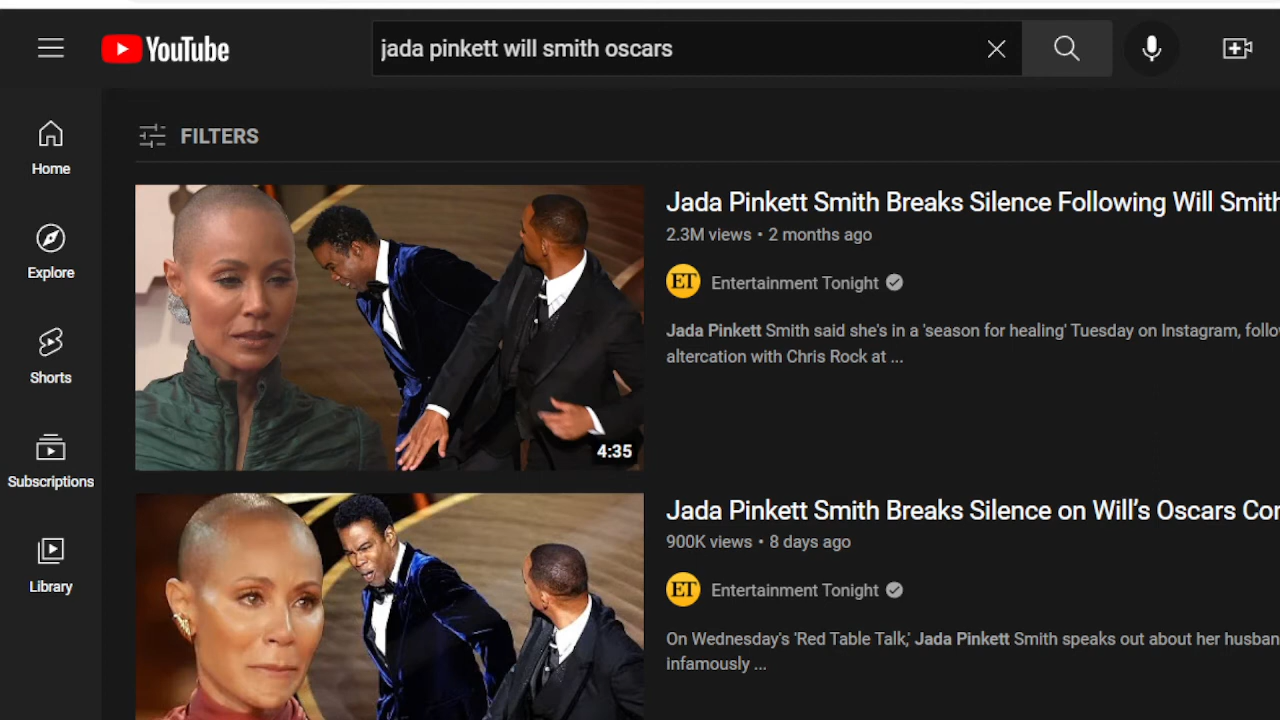 YouTube
jada pinkett will smith oscars
Home
Explore
Shorts
Subscriptions
Library
FILTERS
4:35
Jada Pinkett Smith Breaks Silence Following Will Smith
2.3M views • 2 months ago
ET Entertainment Tonight
Jada Pinkett Smith said she's in a 'season for healing' Tuesday on Instagram, follo
altercation with Chris Rock at ...
Jada Pinkett Smith Breaks Silence on Will’s Oscars Con
900K views • 8 days ago
ET Entertainment Tonight
On Wednesday's 'Red Table Talk,' Jada Pinkett Smith speaks out about her husban
infamously ...